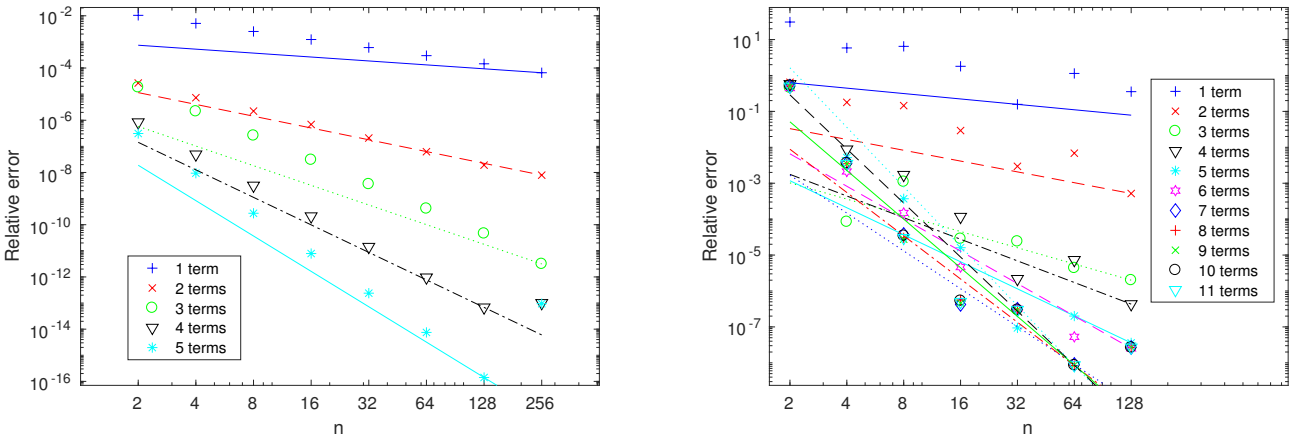 Relative error
10^-2
10^-4
10^-6
10^-8
10^-10
10^-12
10^-14
10^-16
1 term
2 terms
3 terms
4 terms
5 terms
2 4 8 16 32 64 128 256
n
Relative error
10^1
10^-1
10^-3
10^-5
10^-7
1 term
2 terms
3 terms
4 terms
5 terms
6 terms
7 terms
8 terms
9 terms
10 terms
11 terms
2 4 8 16 32 64 128
n